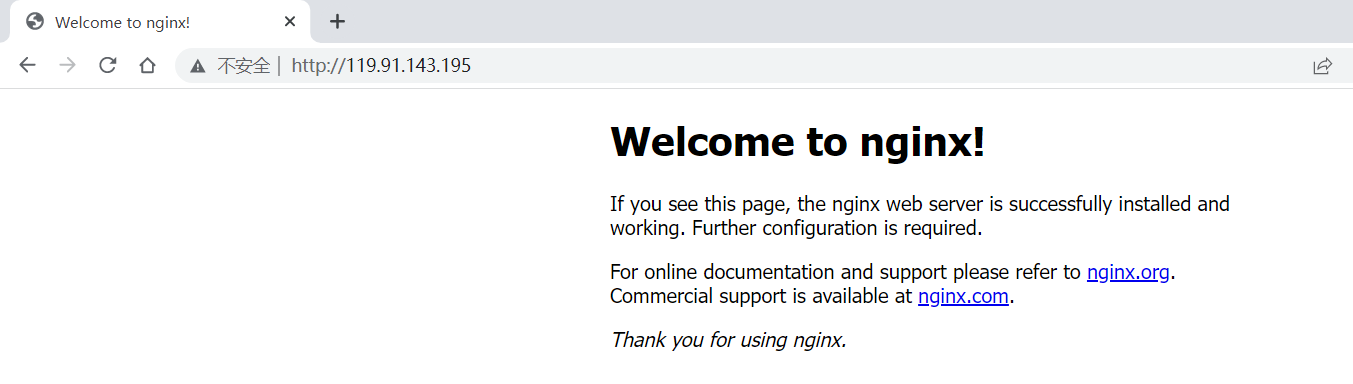 Welcome to nginx!
不安全 | http://119.91.143.195
Welcome to nginx!
If you see this page, the nginx web server is successfully installed and
working. Further configuration is required.
For online documentation and support please refer to nginx.org.
Commercial support is available at nginx.com.
Thank you for using nginx.